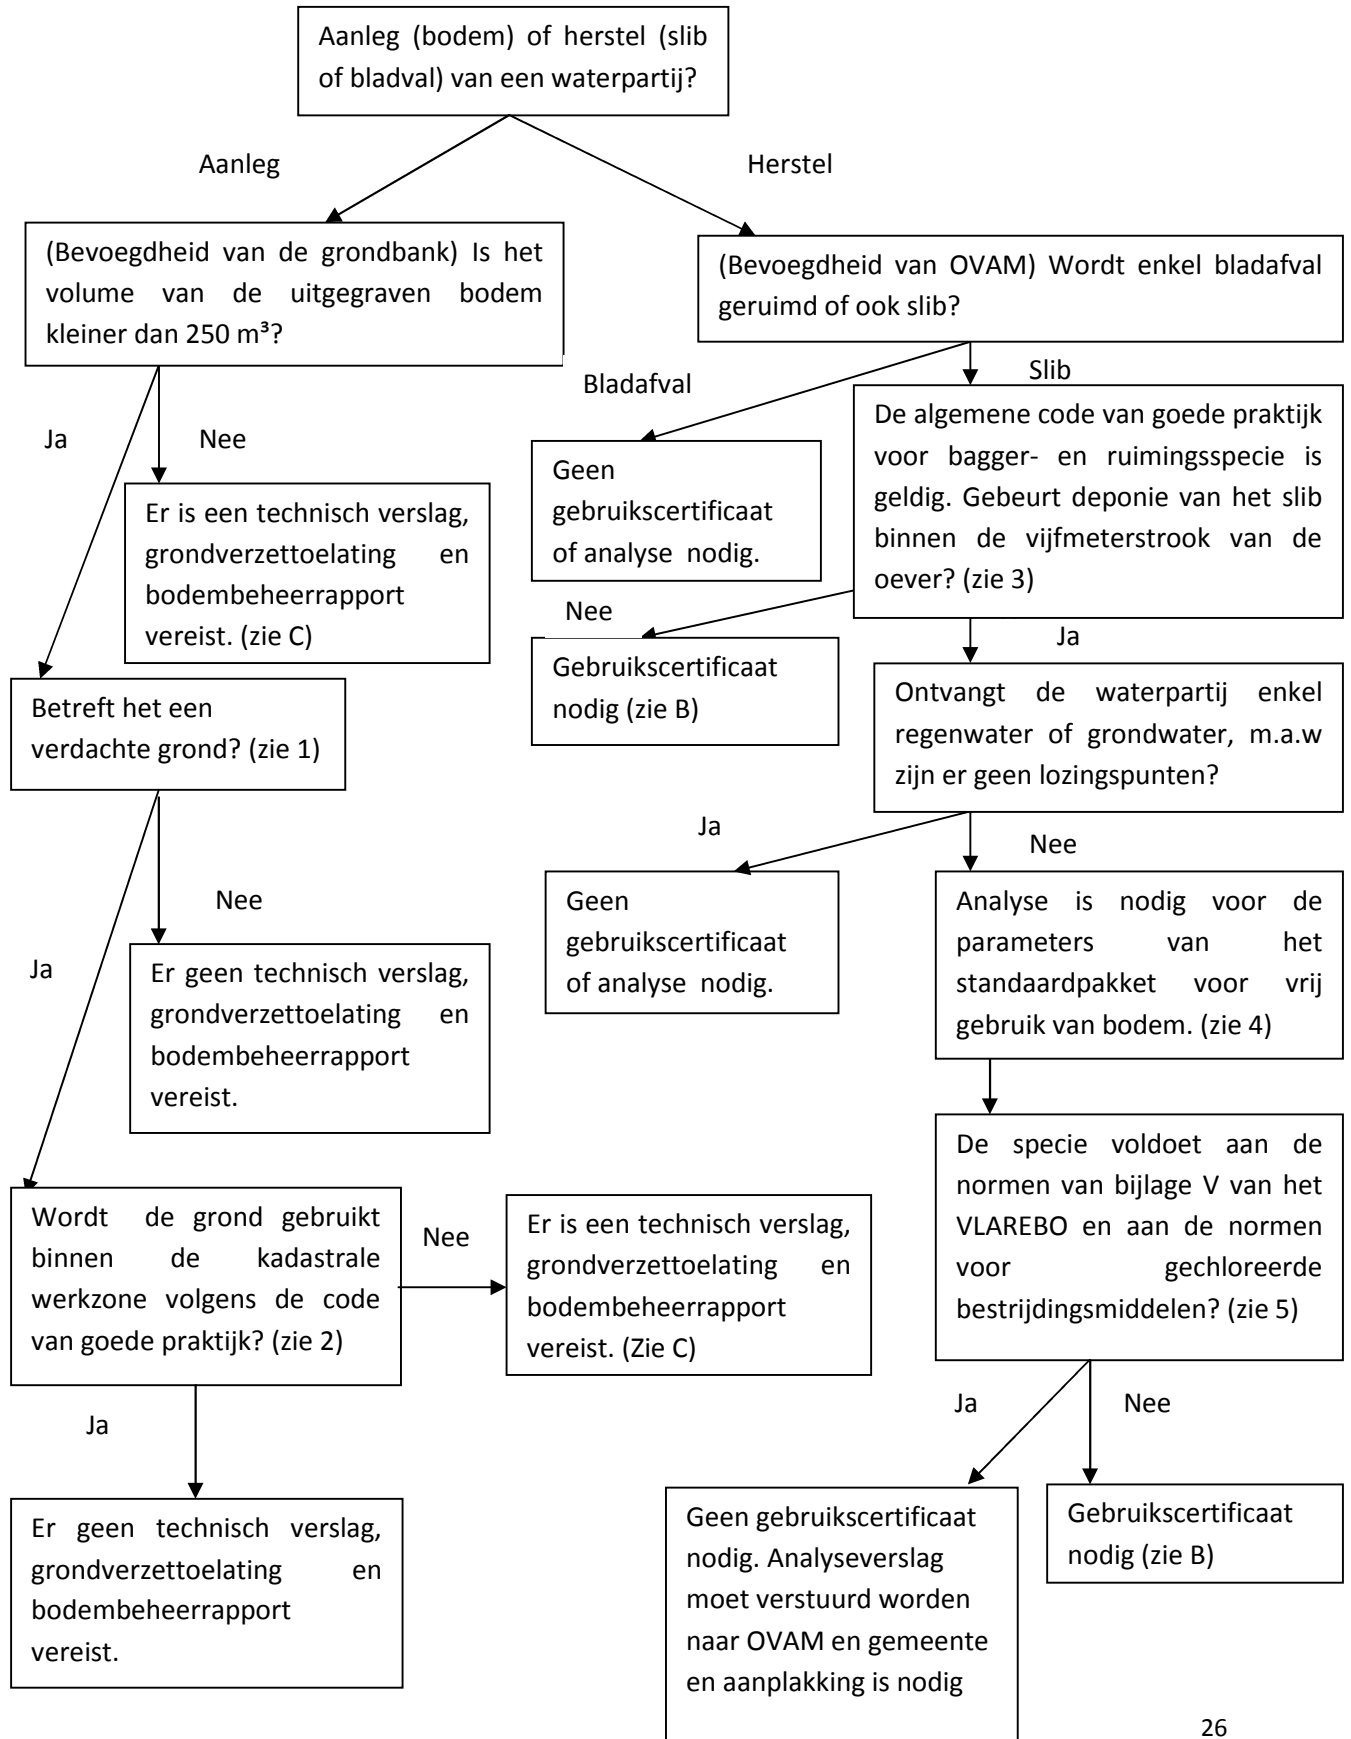 Aanleg (bodem) of herstel (slib
of bladval) van een waterpartij?
Aanleg
Herstel
(Bevoegdheid van de grondbank) Is het
volume van de uitgegraven bodem
kleiner dan 250 m³?
(Bevoegdheid van OVAM) Wordt enkel bladafval
geruimd of ook slib?
Bladafval
Slib
Ja
Nee
De algemene code van goede praktijk
voor bagger- en ruimingsspecie is
geldig. Gebeurt deponie van het slib
binnen de vijfmeterstrook van de
oever? (zie 3)
Geen
gebruikscertificaat
of analyse nodig.
Er is een technisch verslag,
grondverzettoelating en
bodembeheerrapport
vereist. (zie C)
Nee
Ja
Gebruikscertificaat
nodig (zie B)
Betreft het een
verdachte grond? (zie 1)
Ontvangt de waterpartij enkel
regenwater of grondwater, m.a.w
zijn er geen lozingspunten?
Ja
Nee
Nee
Geen
gebruikscertificaat
of analyse nodig.
Analyse is nodig voor de
parameters van het
standaardpakket voor vrij
gebruik van bodem. (zie 4)
Ja
Er geen technisch verslag,
grondverzettoelating en
bodembeheerrapport
vereist.
De specie voldoet aan de
normen van bijlage V van het
VLAREBO en aan de normen
voor gechloreerde
bestrijdingsmiddelen? (zie 5)
Wordt de grond gebruikt
binnen de kadastrale
werkzone volgens de code
van goede praktijk? (zie 2)
Nee
Er is een technisch verslag,
grondverzettoelating en
bodembeheerrapport
vereist. (Zie C)
Ja
Ja
Nee
Er geen technisch verslag,
grondverzettoelating en
bodembeheerrapport
vereist.
Geen gebruikscertificaat
nodig. Analyseverslag
moet verstuurd worden
naar OVAM en gemeente
en aanplakking is nodig
Gebruikscertificaat
nodig (zie B)
26